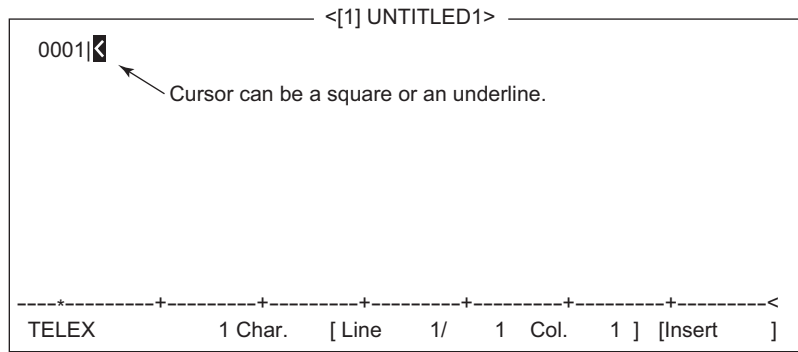 <[1] UNTITLED1>
0001|<
Cursor can be a square or an underline.
----*---------+---------+---------+---------+---------+---------+---------<
TELEX 1 Char. [ Line 1/ 1 Col. 1 ] [Insert ]